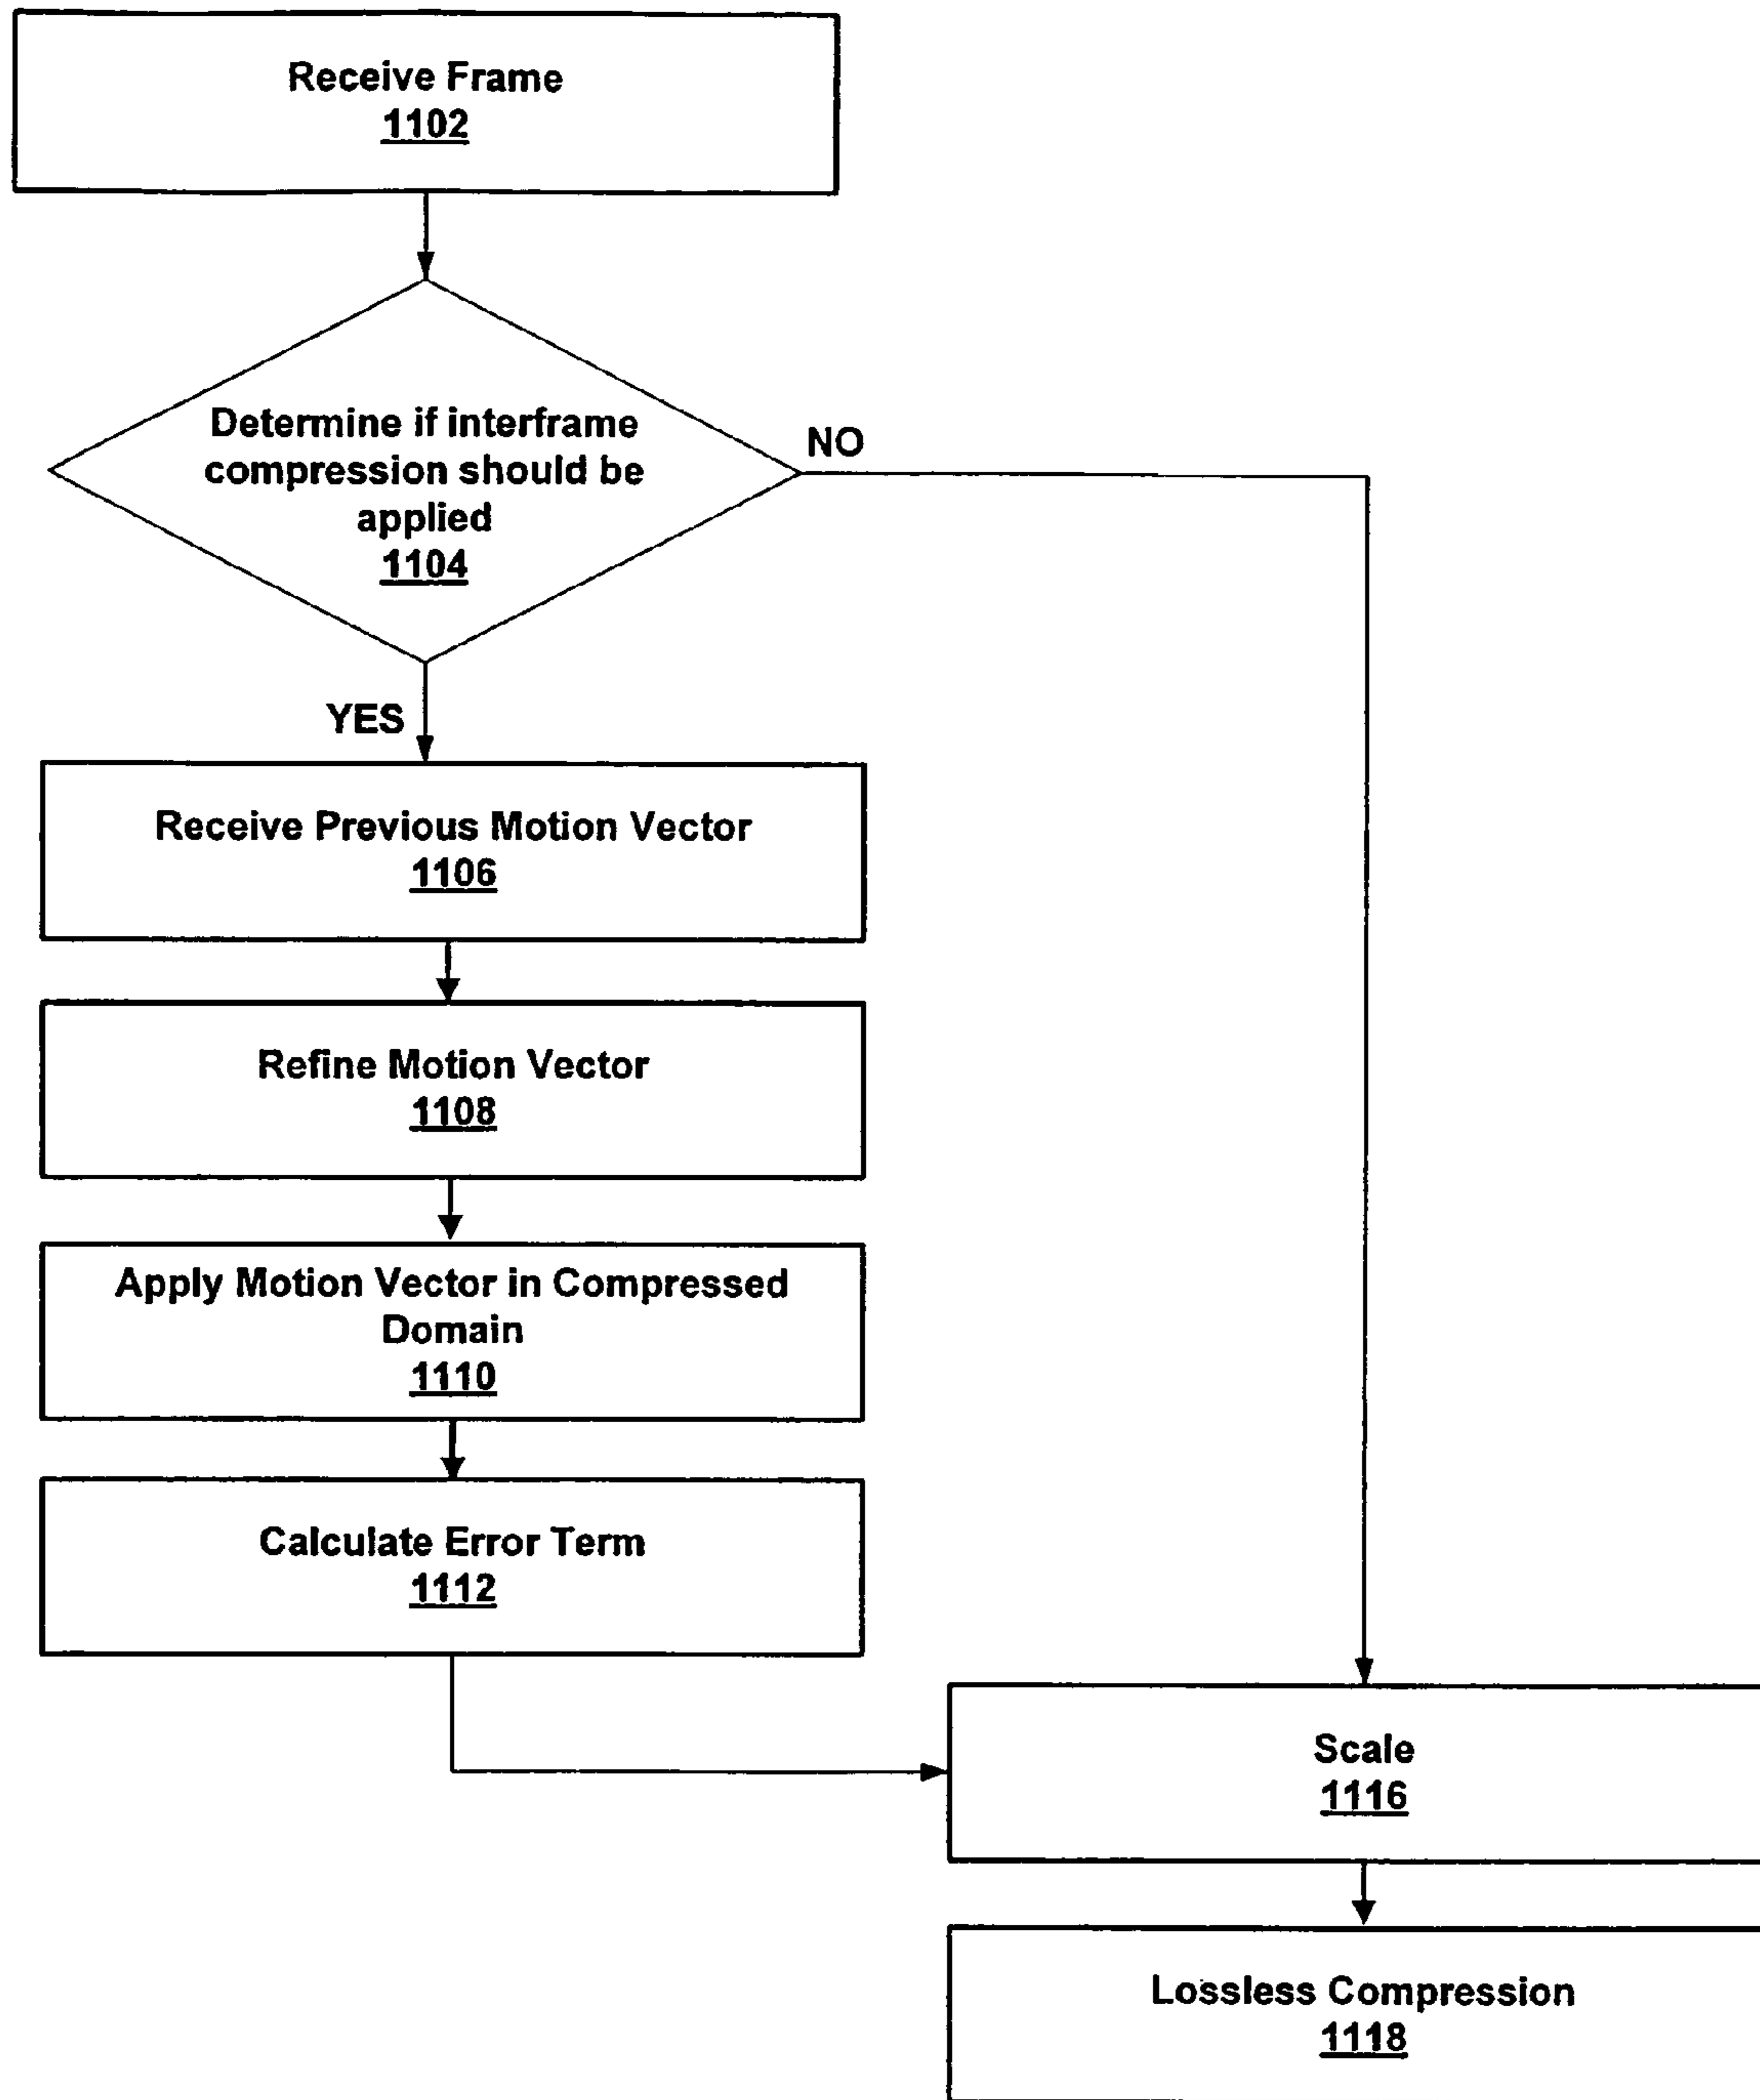 Receive Frame
1102
Determine if interframe
compression should be
applied
1104
NO
YES
Receive Previous Motion Vector
1106
Refine Motion Vector
1108
Apply Motion Vector in Compressed
Domain
1110
Calculate Error Term
1112
Scale
1116
Lossless Compression
1118